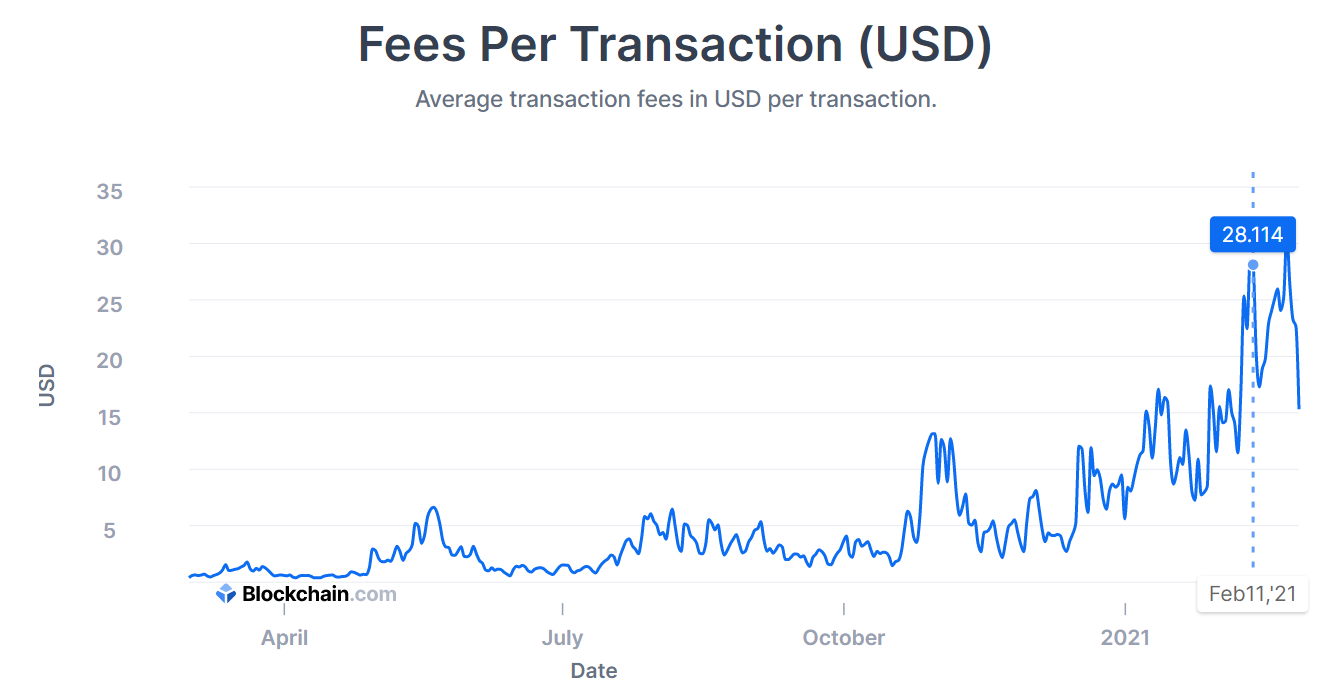 Fees Per Transaction (USD)
Average transaction fees in USD per transaction.
35
30
25
20
15
10
5
USD
28.114
Blockchain.com
Feb11,'21
April
July
October
2021
Date